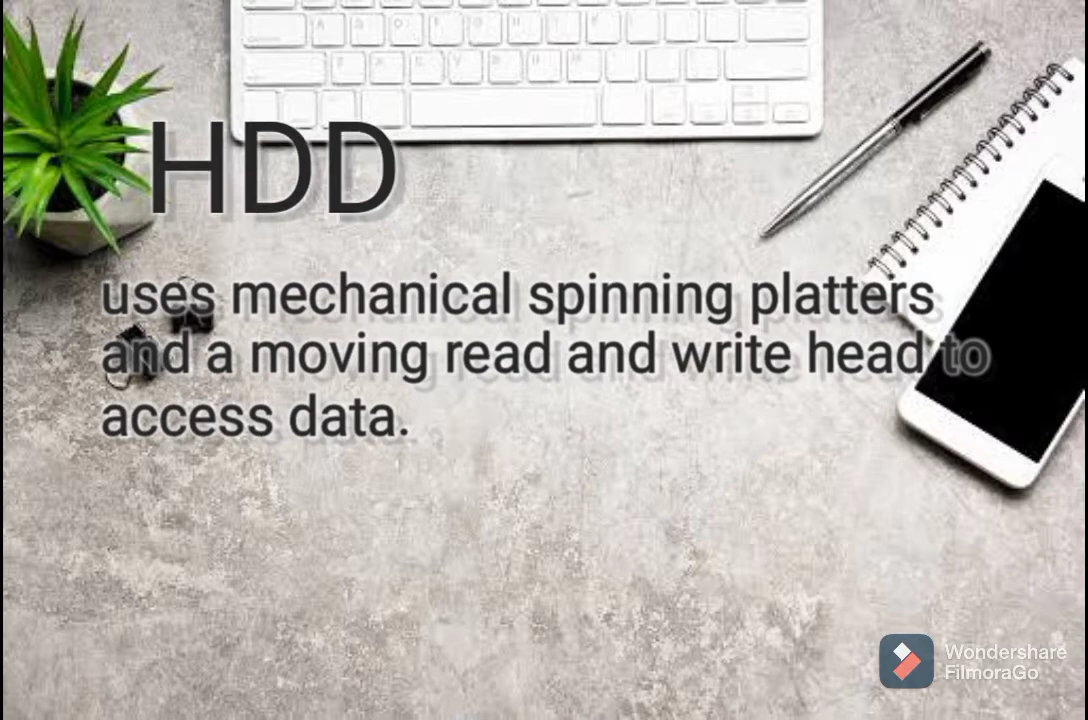 HDD
uses mechanical spinning platters
and a moving read and write head to
access data.
Wondershare
FilmoraGo